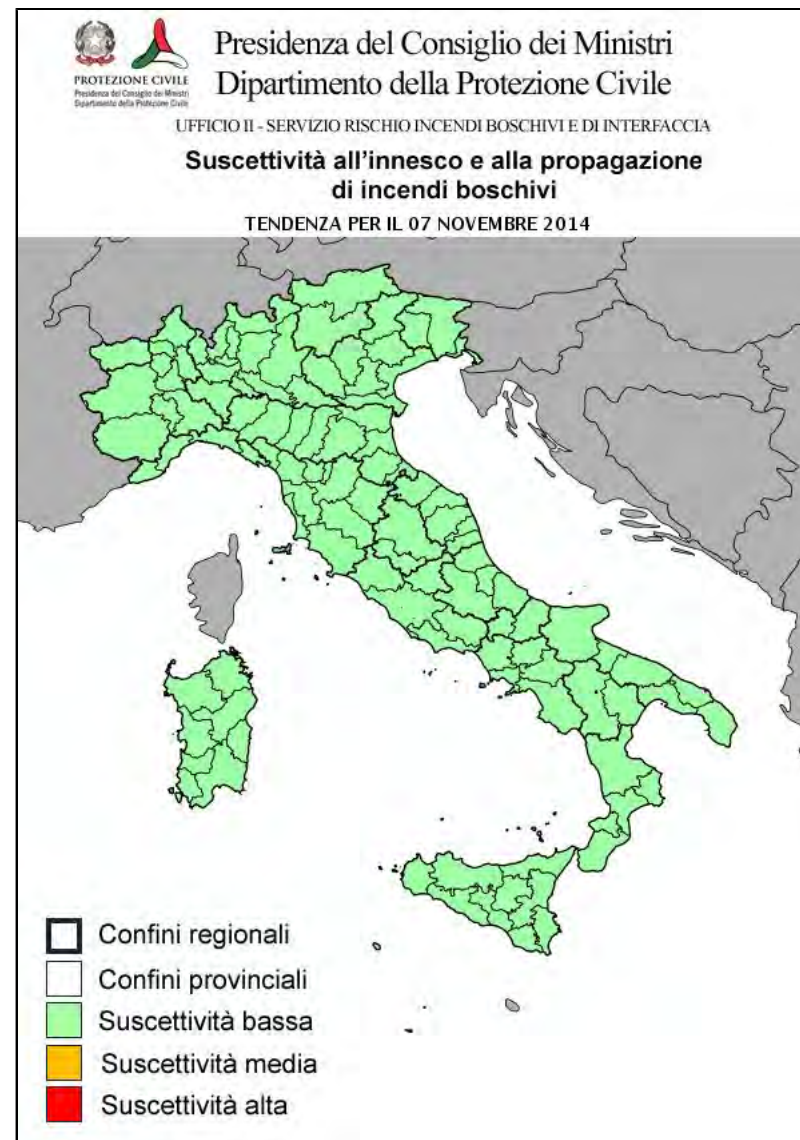 PROTEZIONE CIVILE
Presidenza del Consiglio dei Ministri
Dipartimento della Protezione Civile
Presidenza del Consiglio dei Ministri
Dipartimento della Protezione Civile
UFFICIO II - SERVIZIO RISCHIO INCENDI BOSCHIVI E DI INTERFACCIA
Suscettività all'innesco e alla propagazione
di incendi boschivi
TENDENZA PER IL 07 NOVEMBRE 2014
Confini regionali
Confini provinciali
Suscettività bassa
Suscettività media
Suscettività alta